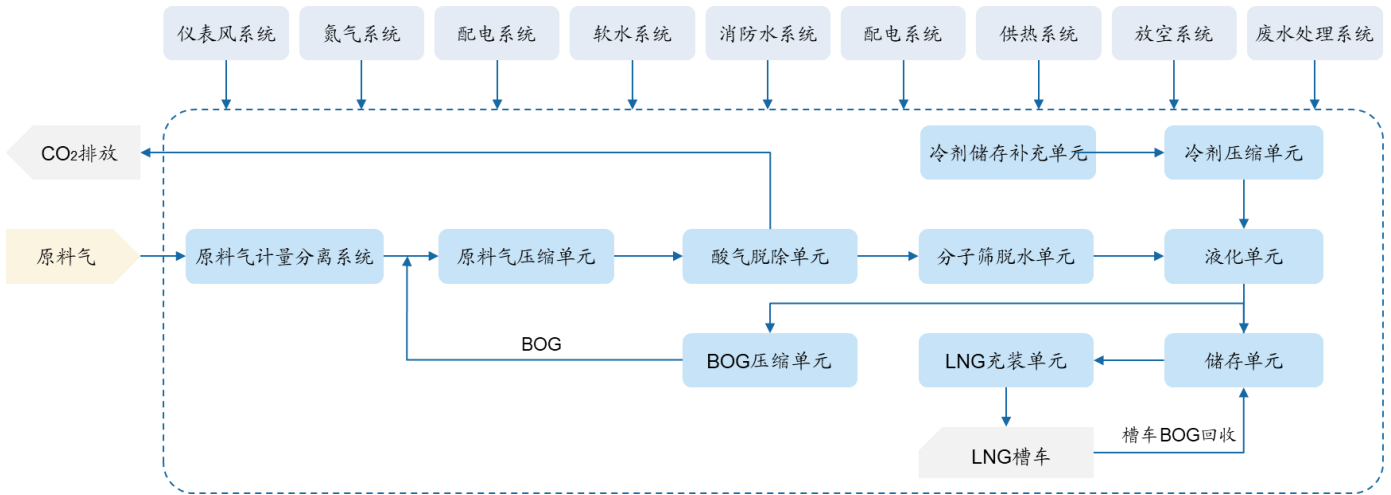 仪表风系统
氮气系统
配电系统
软水系统
消防水系统
配电系统
供热系统
放空系统
废水处理系统
CO₂排放
冷剂储存补充单元
冷剂压缩单元
原料气
原料气计量分离系统
原料气压缩单元
酸气脱除单元
分子筛脱水单元
液化单元
BOG
BOG压缩单元
LNG充装单元
储存单元
槽车BOG回收
LNG槽车